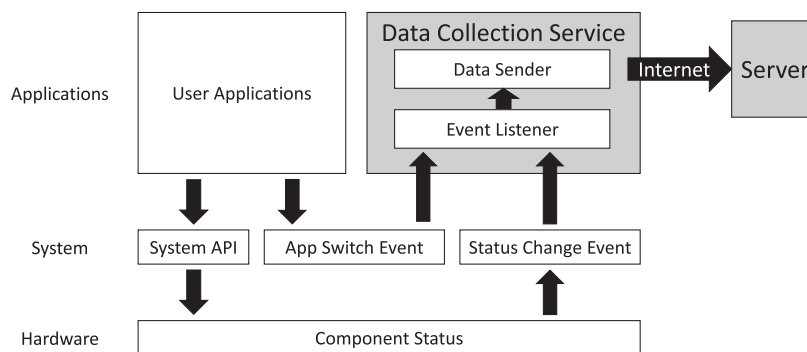 Data Collection Service
Data Sender
Internet
Server
Applications
User Applications
Event Listener
System
System API
App Switch Event
Status Change Event
Hardware
Component Status